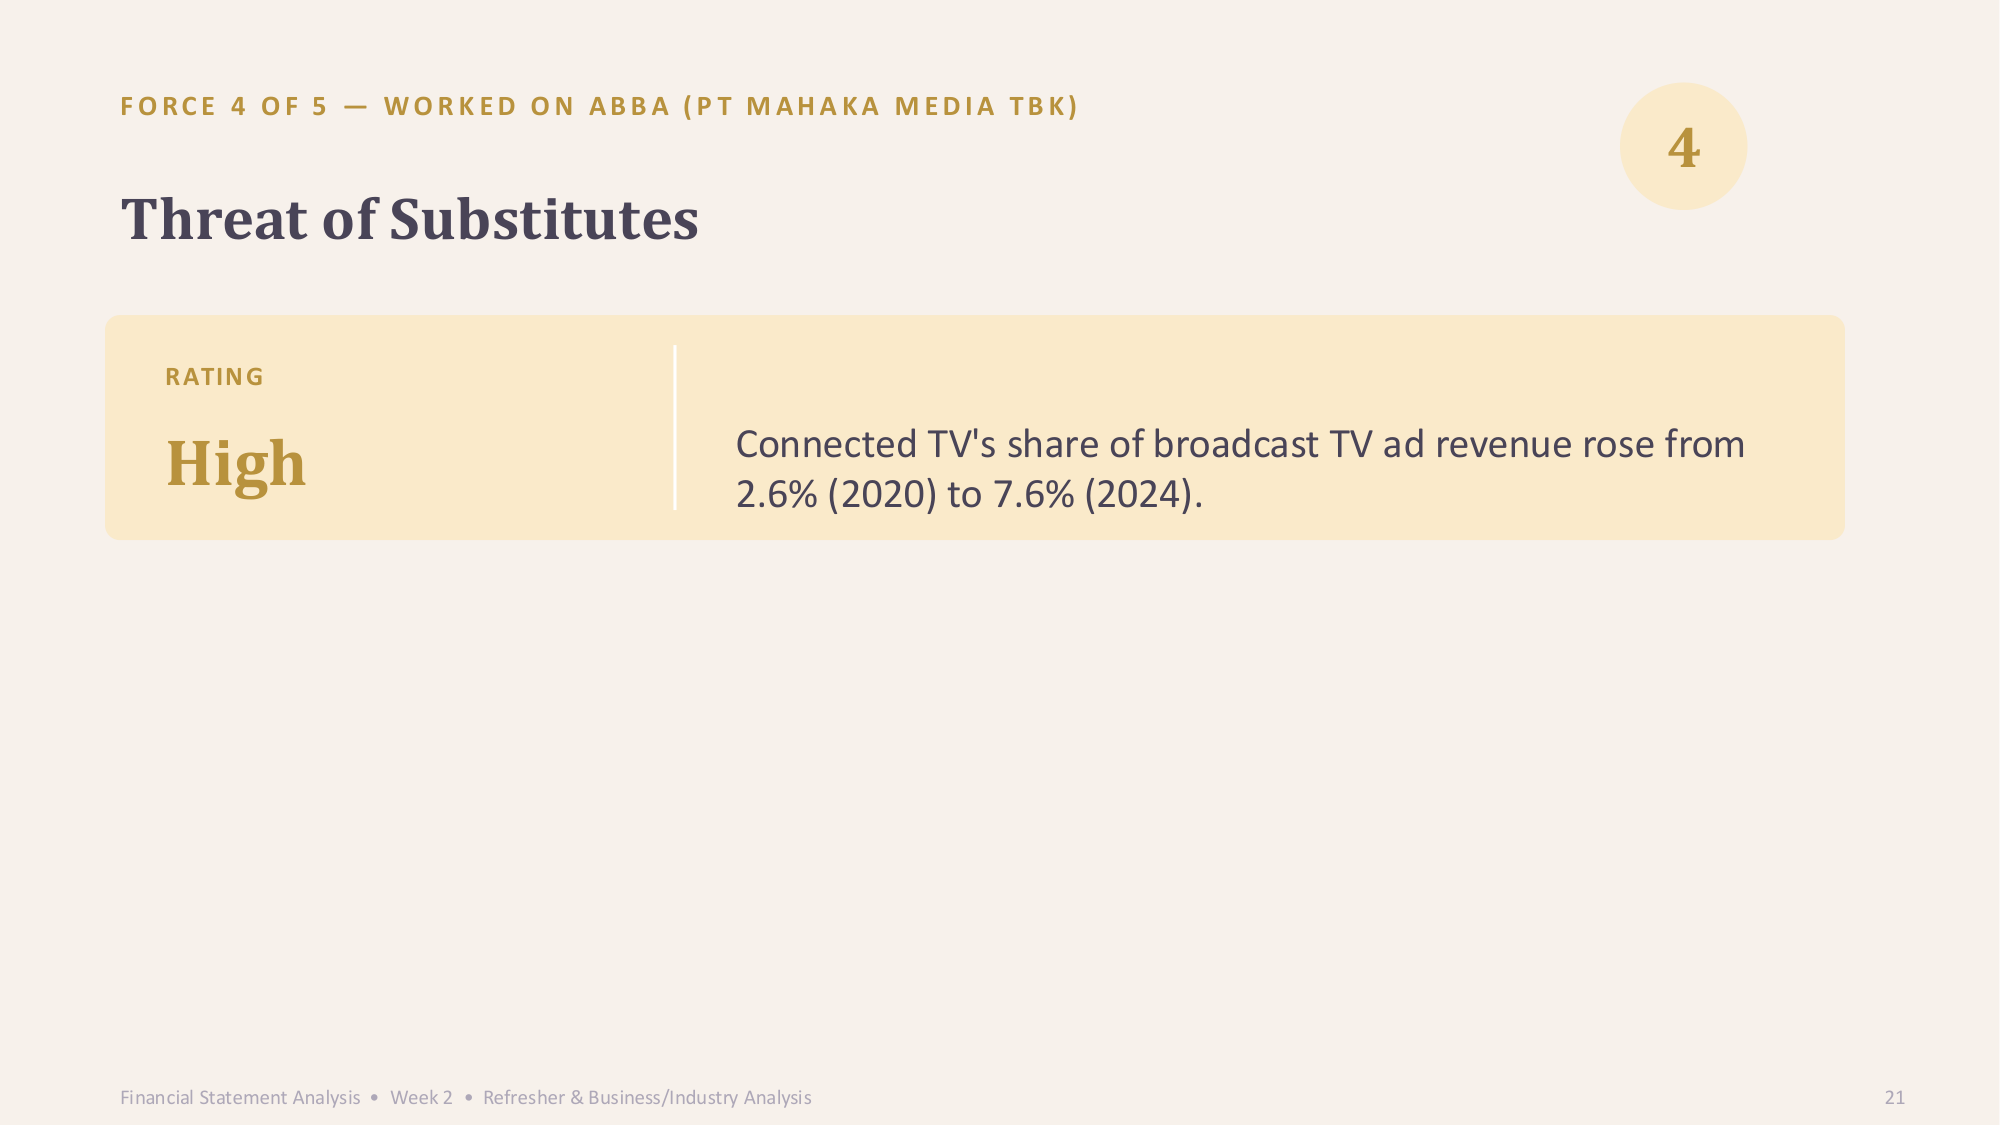 FORCE 4 OF 5 — WORKED ON ABBA (PT MAHAKA MEDIA TBK)
4
Threat of Substitutes
RATING
High
Connected TV's share of broadcast TV ad revenue rose from
2.6% (2020) to 7.6% (2024).
Financial Statement Analysis • Week 2 • Refresher & Business/Industry Analysis
21